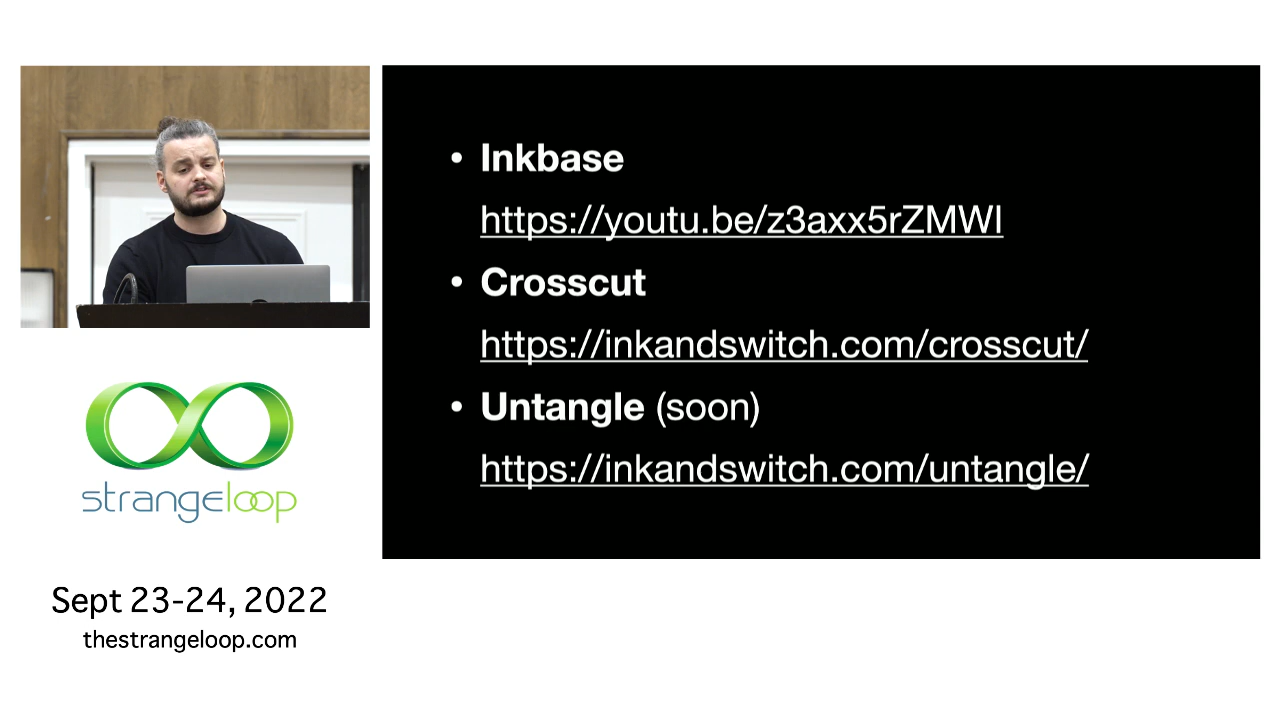 • Inkbase
https://youtu.be/z3axx5rZMWI
• Crosscut
https://inkandswitch.com/crosscut/
• Untangle (soon)
https://inkandswitch.com/untangle/
strangeloop
Sept 23-24, 2022
thestrangeloop.com